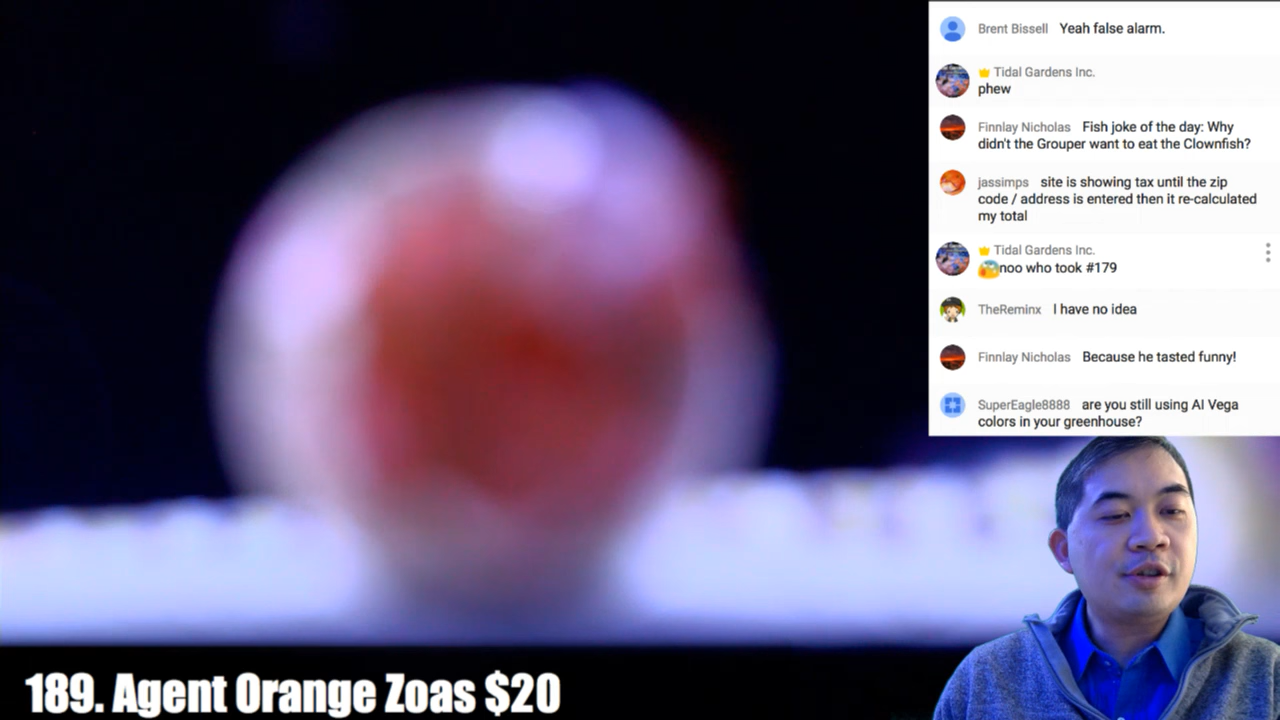 Brent Bissell Yeah false alarm.
Tidal Gardens Inc.
phew
Finnlay Nicholas Fish joke of the day: Why
didn't the Grouper want to eat the Clownfish?
jassimps site is showing tax until the zip
code / address is entered then it re-calculated
my total
Tidal Gardens Inc.
noo who took #179
TheReminx I have no idea
Finnlay Nicholas Because he tasted funny!
SuperEagle8888 are you still using AI Vega
colors in your greenhouse?
189. Agent Orange Zoas $20